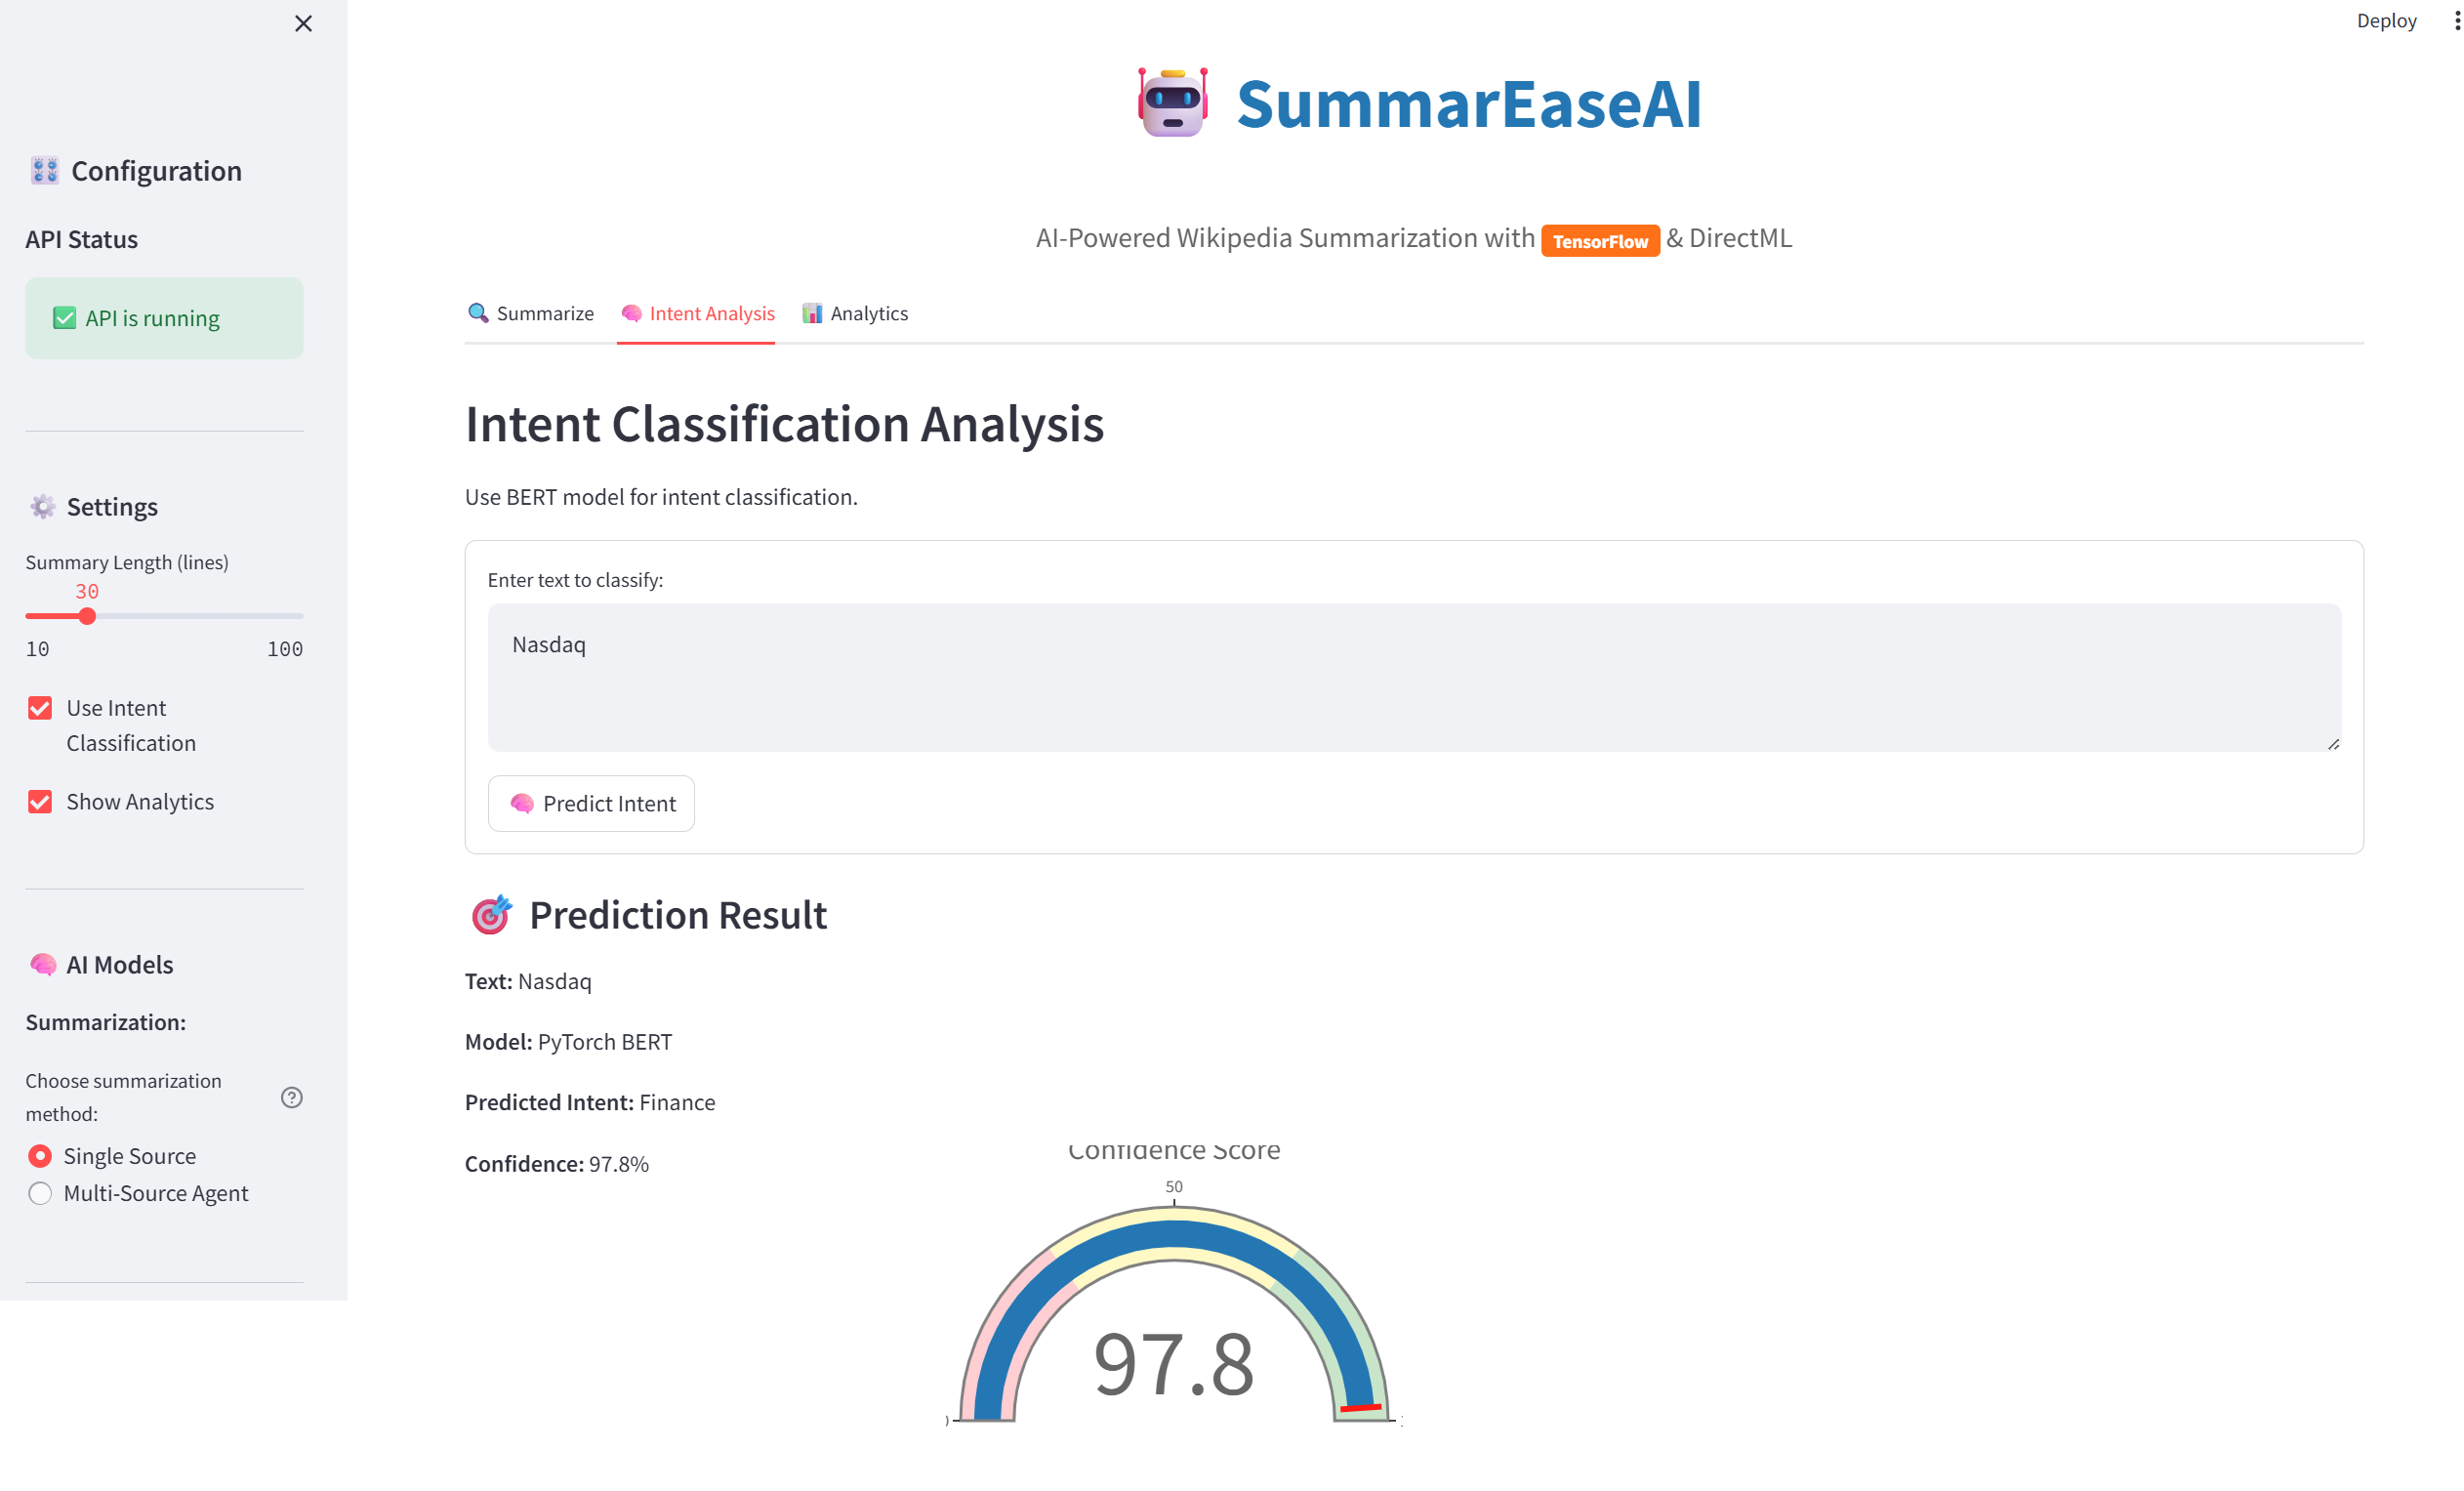 Deploy
Configuration
API Status
API is running
Settings
Summary Length (lines)
30
10 100
Use Intent
Classification
Show Analytics
AI Models
Summarization:
Choose summarization
method:
Single Source
Multi-Source Agent
SummarEaseAI
AI-Powered Wikipedia Summarization with TensorFlow & DirectML
Summarize Intent Analysis Analytics
Intent Classification Analysis
Use BERT model for intent classification.
Enter text to classify:
Nasdaq
Predict Intent
Prediction Result
Text: Nasdaq
Model: PyTorch BERT
Predicted Intent: Finance
Confidence: 97.8%
Confidence Score
50
97.8